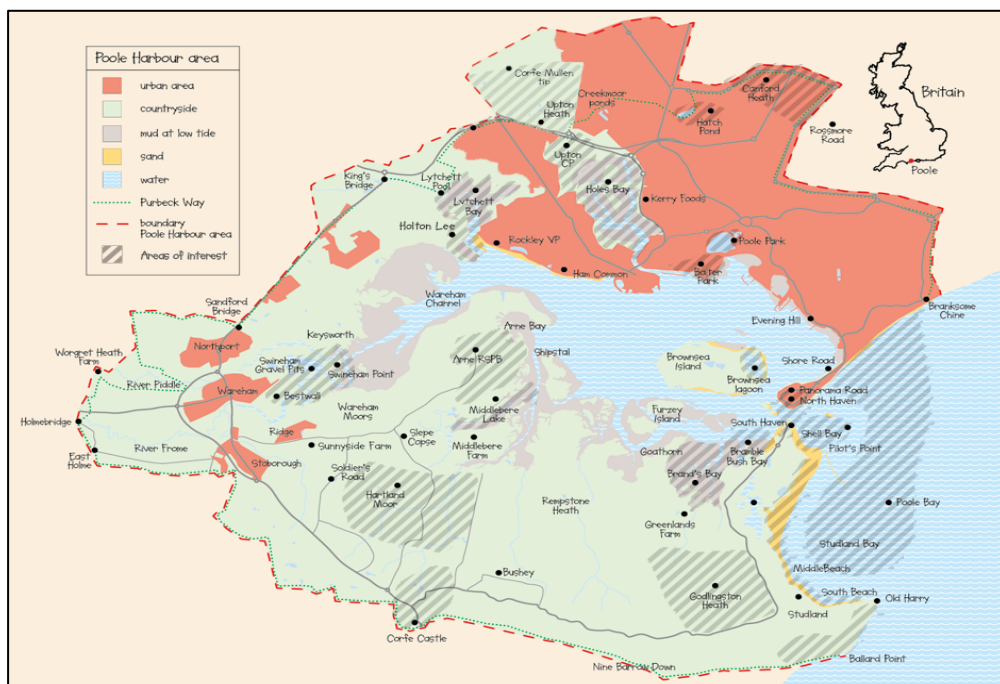 Poole Harbour area
urban area
countryside
mud at low tide
sand
water
Purbeck Way
boundary
Poole Harbour area
Areas of interest
Britain
Poole
Corfe Mullen
tip
Creekmoor
ponds
Upton
Heath
Canford
Heath
Hatch
Pond
Rossmore
Road
Upton
CP
King's
Bridge
Lytchett
Pool
Lytchett
Bay
Holes Bay
Kerry Foods
Holton Lee
Rockley VP
Poole Park
Ham Common
Baiter
Park
Wareham
Channel
Branksome
Chine
Sandford
Bridge
Arne Bay
Evening Hill
Keysworth
Northport
Shipstal
Worgret Heath
Farm
Swineham
Gravel Pits
Swineham Point
Arne RSPB
Brownsea
Island
Shore Road
River Piddle
Brownsea
lagoon
Wareham
Bestwall
Panorama Road
North Haven
Wareham
Moors
Middlebere
Lake
Furzey
Island
Holmebridge
Ridge
Slepe
Copse
South Haven
Shell Bay
East
Holme
River Frome
Sunnyside Farm
Middlebere
Farm
Goathorn
Bramble
Bush Bay
Pilot's Point
Stoborough
Soldier's
Road
Hartland
Moor
Rempstone
Heath
Brand's Bay
Poole Bay
Greenlands
Farm
Studland Bay
Bushey
MiddleBeach
Godlingston
Heath
South Beach
Studland
Old Harry
Corfe Castle
Nine Barrow Down
Ballard Point